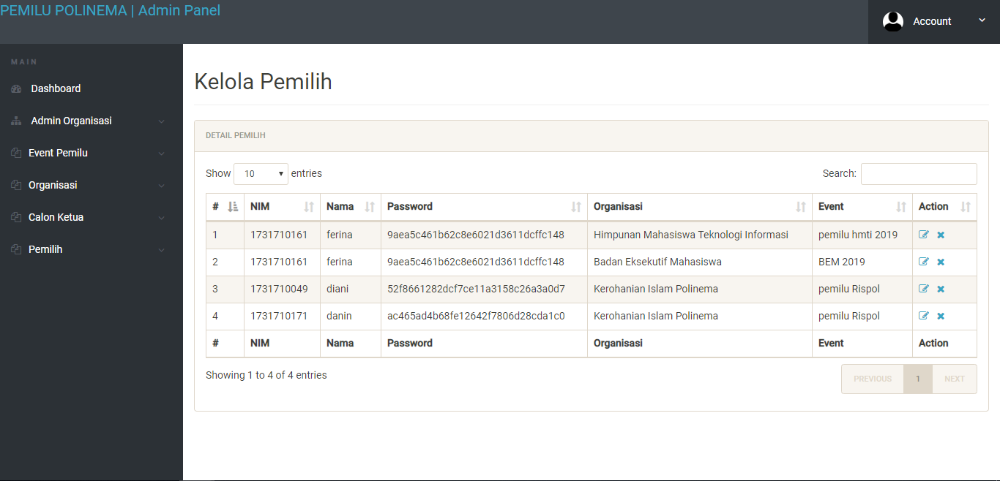 PEMILU POLINEMA | Admin Panel
Account
MAIN
Dashboard
Admin Organisasi
Event Pemilu
Organisasi
Calon Ketua
Pemilih
Kelola Pemilih
DETAIL PEMILIH
Show 10 entries Search:
# NIM Nama Password Organisasi Event Action
1 1731710161 ferina 9aea5c461b62c8e6021d3611dcffc148 Himpunan Mahasiswa Teknologi Informasi pemilu hmti 2019
2 1731710161 ferina 9aea5c461b62c8e6021d3611dcffc148 Badan Eksekutif Mahasiswa BEM 2019
3 1731710049 diani 52f8661282dcf7ce11a3158c26a3a0d7 Kerohanian Islam Polinema pemilu Rispol
4 1731710171 danin ac465ad4b68fe12642f7806d28cda1c0 Kerohanian Islam Polinema pemilu Rispol
# NIM Nama Password Organisasi Event Action
Showing 1 to 4 of 4 entries
PREVIOUS 1 NEXT